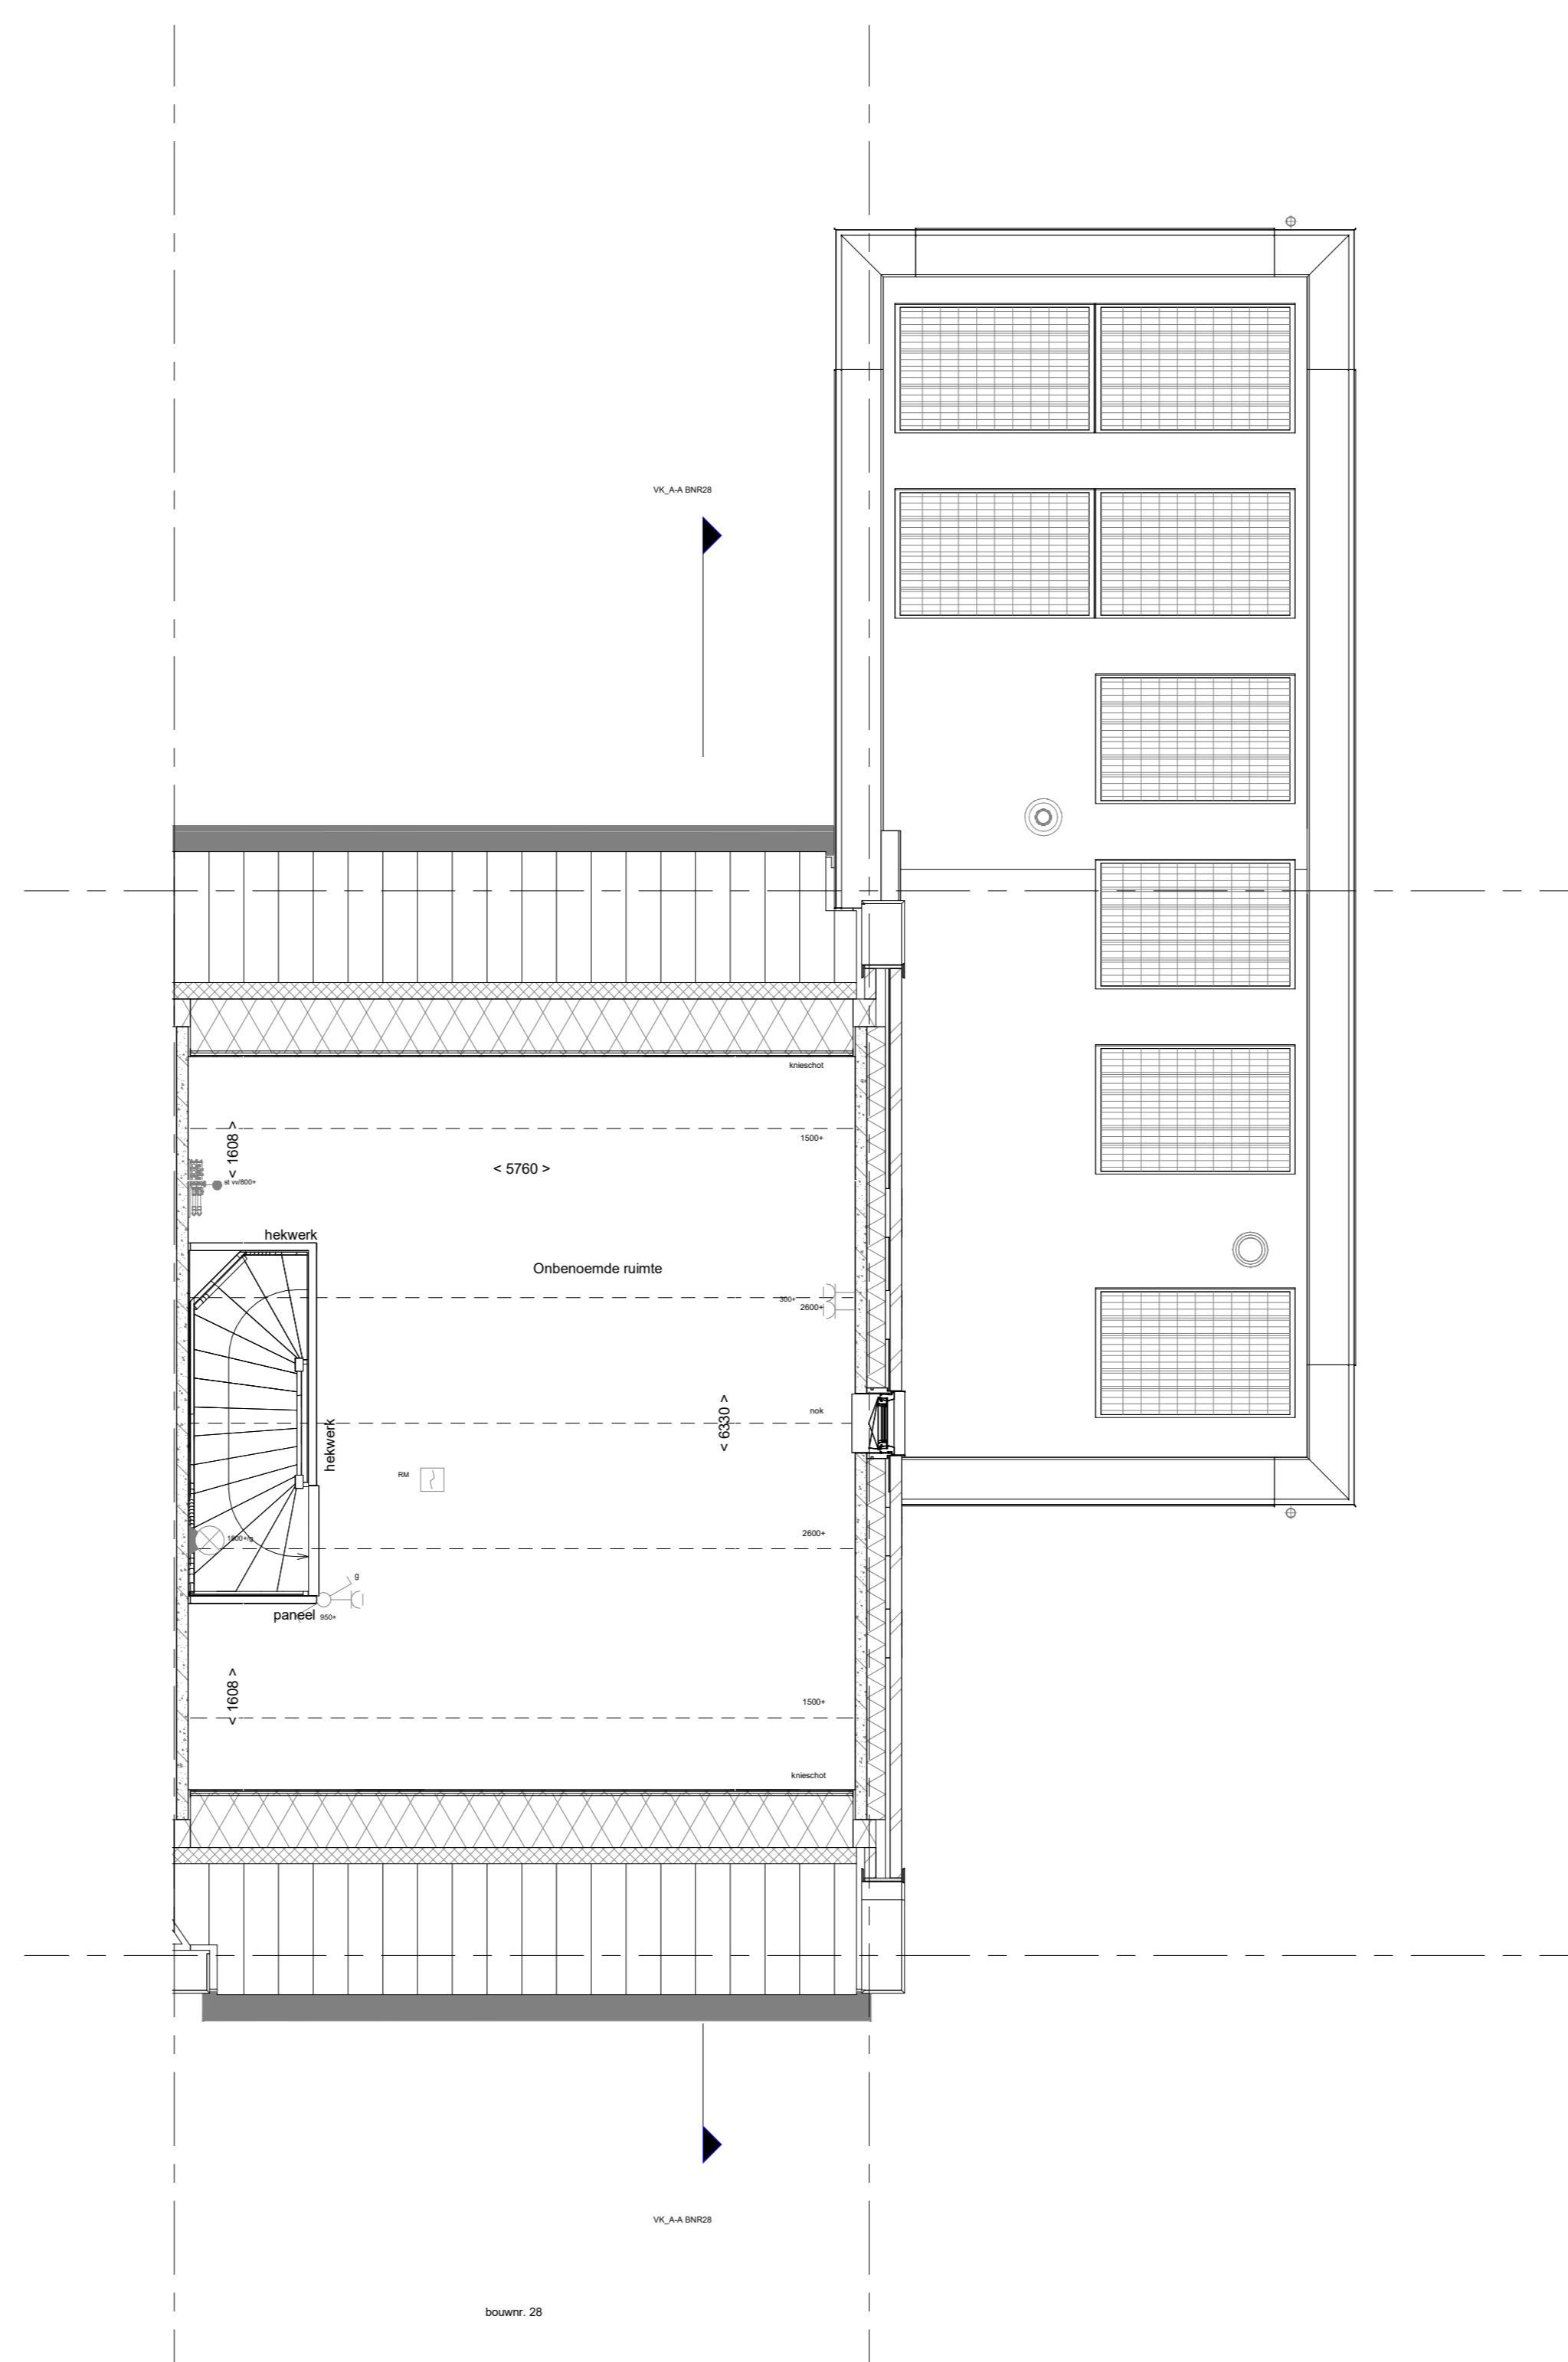 VK_A-A BNR28
knieschot
< 1608 >
1500+
< 5760 >
st vv/800+
hekwerk
Onbenoemde ruimte
300+
2600+
< 6330 >
nok
hekwerk
RM
2600+
1800+/g
g
paneel
950+
< 1608 >
1500+
knieschot
VK_A-A BNR28
bouwnr. 28